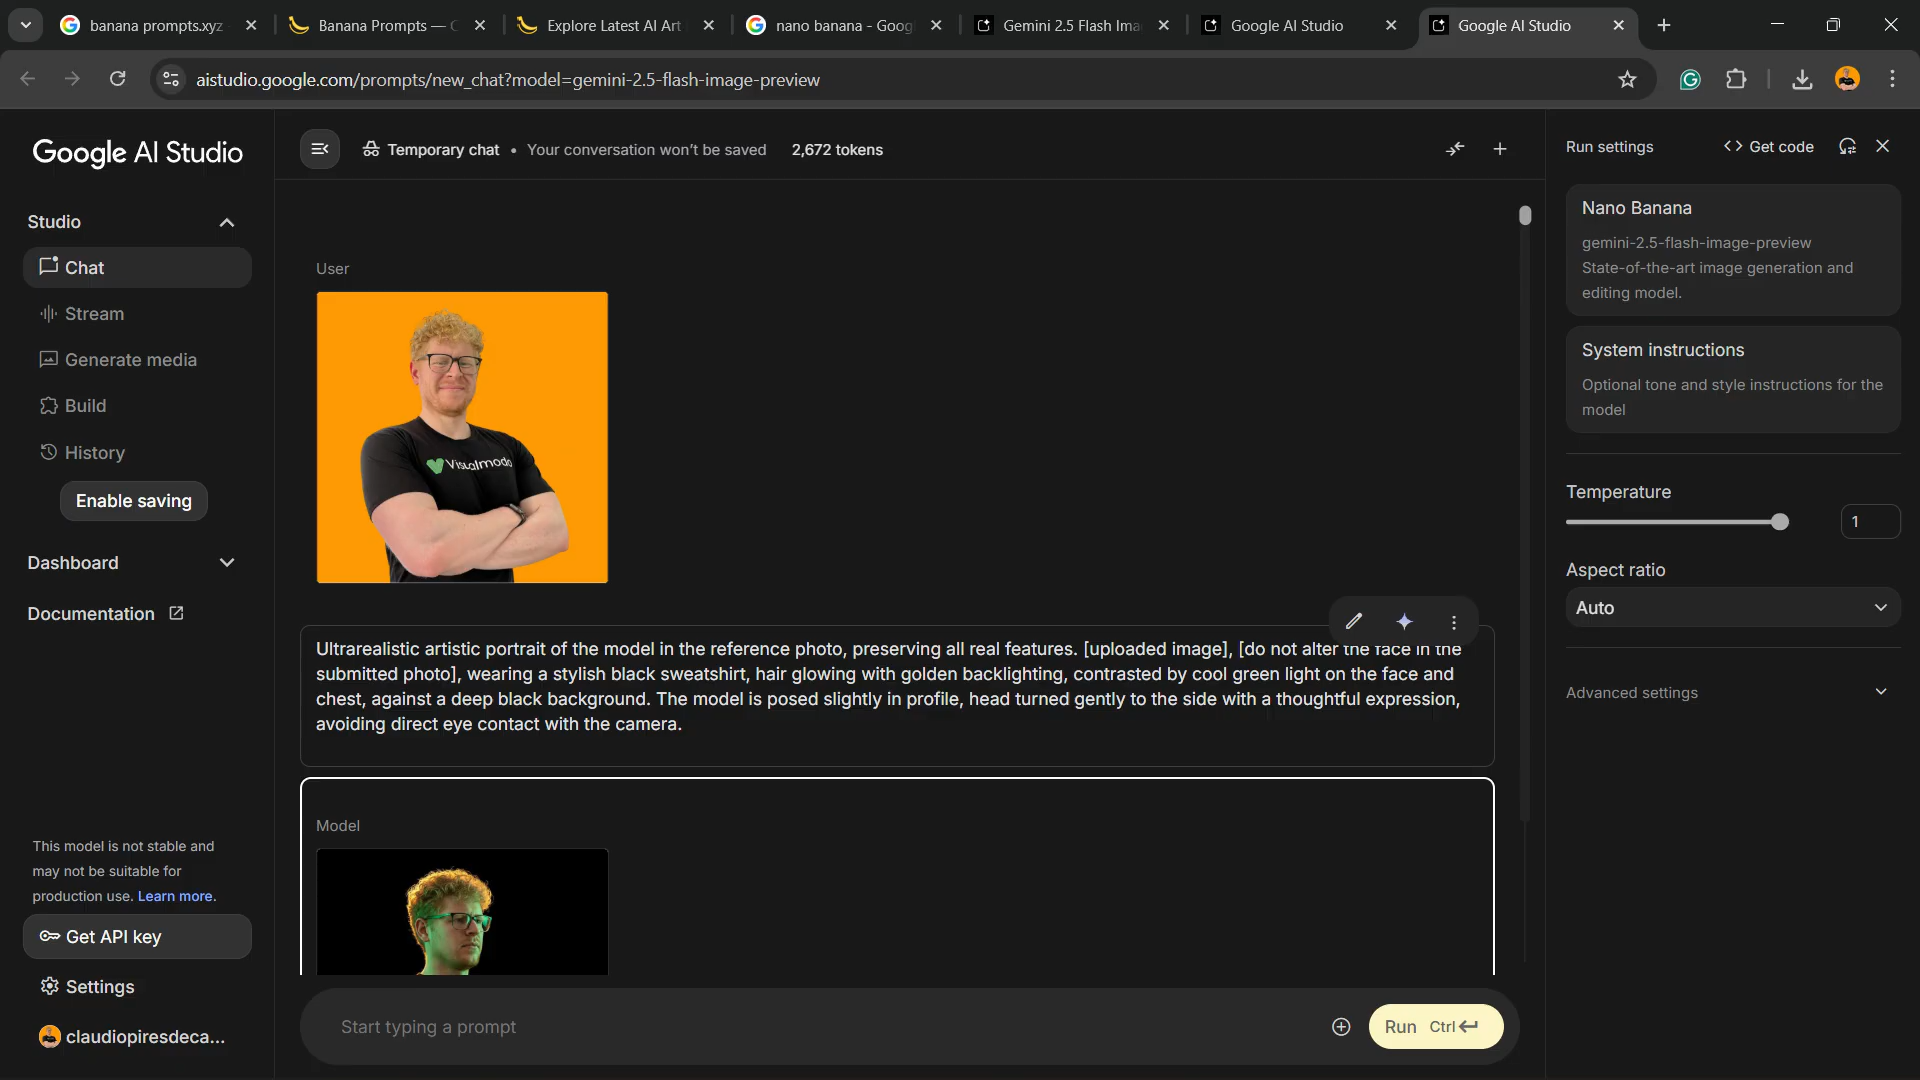 banana prompts.xyz
Banana Prompts — C
Explore Latest AI Art
nano banana - Goog
Gemini 2.5 Flash Ima
Google AI Studio
Google AI Studio
aistudio.google.com/prompts/new_chat?model=gemini-2.5-flash-image-preview
Google AI Studio
Studio
Chat
Stream
Generate media
Build
History
Enable saving
Dashboard
Documentation
This model is not stable and
may not be suitable for
production use. Learn more.
Get API key
Settings
claudiopiresdeca...
Temporary chat • Your conversation won't be saved 2,672 tokens
User
Visualmodo
Ultrarealistic artistic portrait of the model in the reference photo, preserving all real features. [uploaded image], [do not alter the face in the
submitted photo], wearing a stylish black sweatshirt, hair glowing with golden backlighting, contrasted by cool green light on the face and
chest, against a deep black background. The model is posed slightly in profile, head turned gently to the side with a thoughtful expression,
avoiding direct eye contact with the camera.
Model
Start typing a prompt
Run Ctrl
Run settings
Get code
Nano Banana
gemini-2.5-flash-image-preview
State-of-the-art image generation and
editing model.
System instructions
Optional tone and style instructions for the
model
Temperature
1
Aspect ratio
Auto
Advanced settings